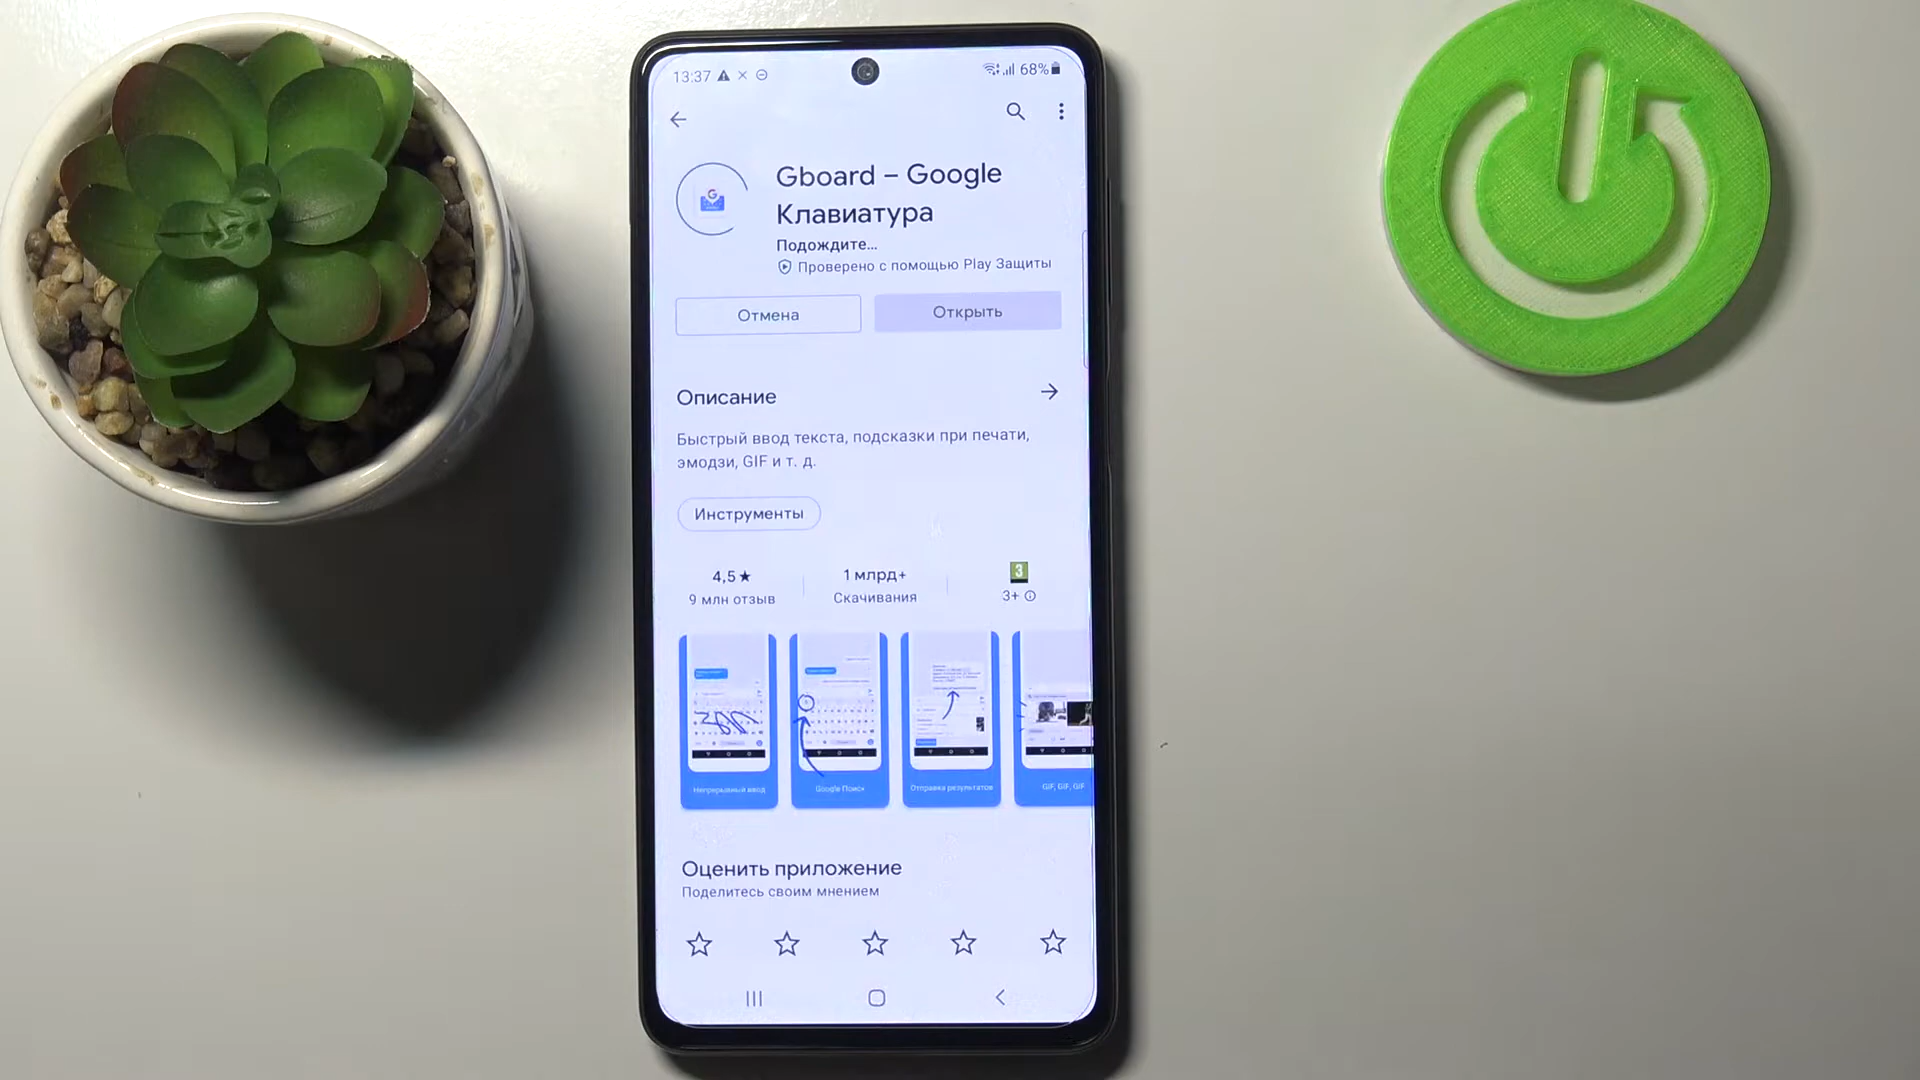 13:37
68%
Gboard – Google
Клавиатура
Подождите...
Проверено с помощью Play Защиты
Отмена
Открыть
Описание
Быстрый ввод текста, подсказки при печати,
эмодзи, GIF и т. д.
Инструменты
4,5★
1 млрд+
3
9 млн отзыв
Скачивания
3+
Непрерывный ввод
Google Поиск
Отправка результатов
GIF, GIF, GIF
Оценить приложение
Поделитесь своим мнением